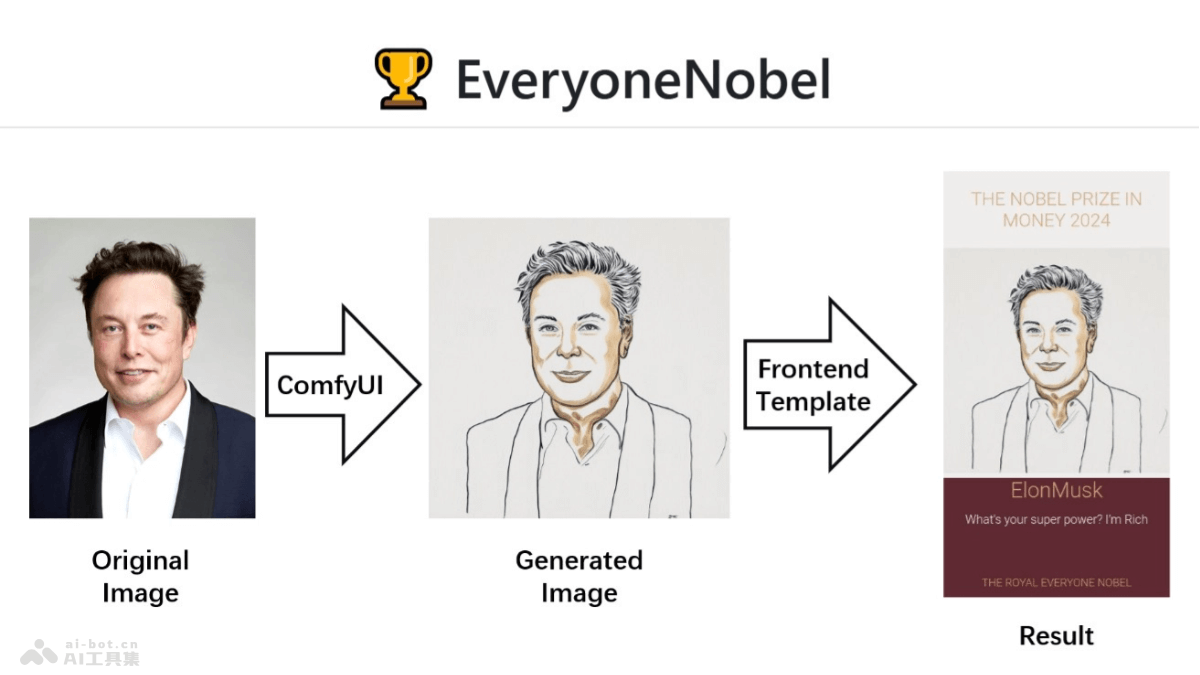 EveryoneNobel
ComfyUI
Frontend
Template
THE NOBEL PRIZE IN
MONEY 2024
ElonMusk
What's your super power? I'm Rich
THE ROYAL EVERYONE NOBEL
Original
Image
Generated
Image
Result
ai-bot.cn
AI工具集